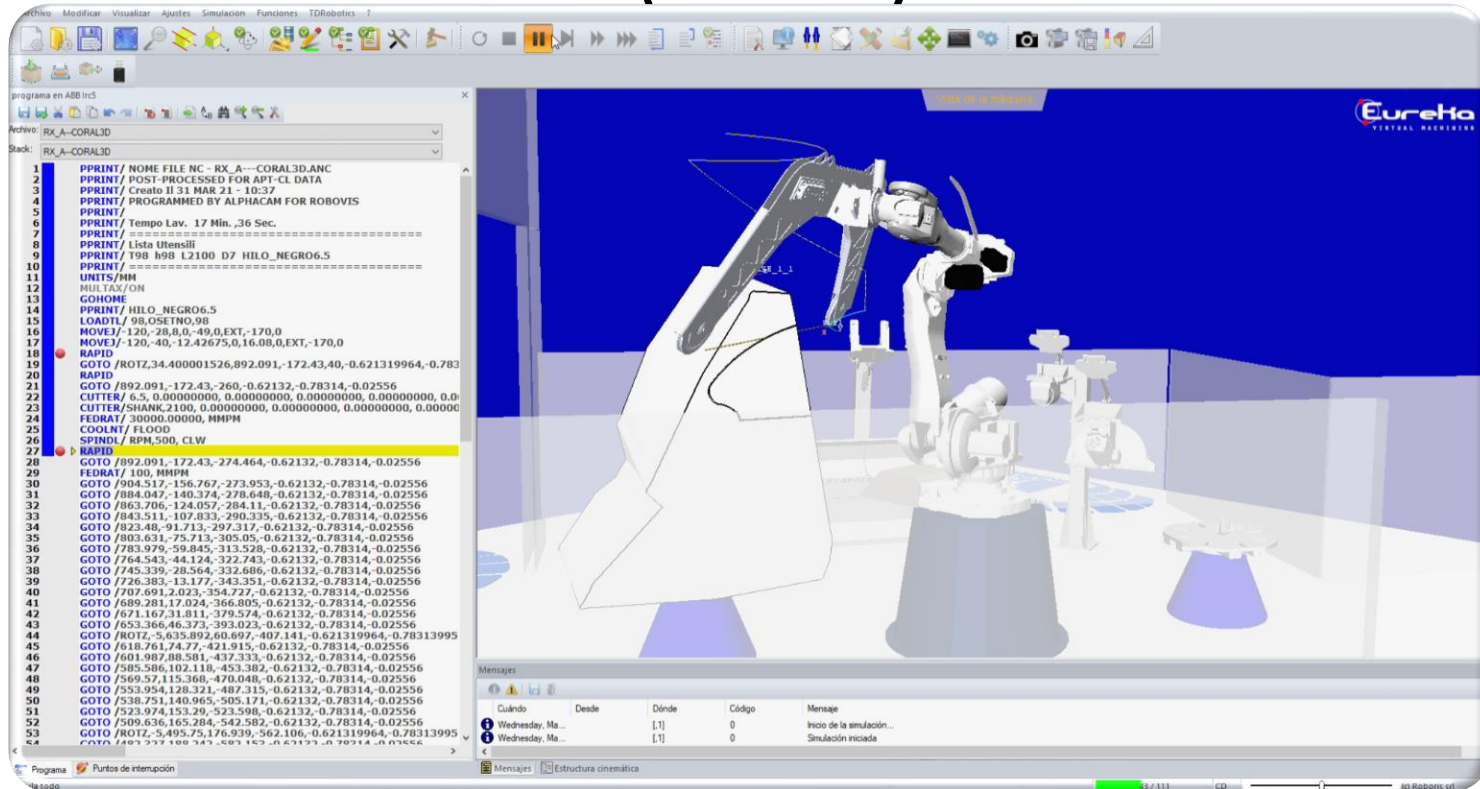 Modificar Visualizar Ajustes Simulación Funciones TDRobotics ?
programa en ABB Irc5
Archivo: RX_A--CORAL3D
Stack: RX_A--CORAL3D
1 PPRINT/ NOME FILE NC - RX_A---CORAL3D.ANC
2 PPRINT/ POST-PROCESSED FOR APT-CL DATA
3 PPRINT/ Creato Il 31 MAR 21 - 10:37
4 PPRINT/ PROGRAMMED BY ALPHACAM FOR ROBOVIS
5 PPRINT/
6 PPRINT/ Tempo Lav. 17 Min. ,36 Sec.
7 PPRINT/ =======================================
8 PPRINT/ Lista Utensili
9 PPRINT/ T98 h98 L2100 D7 HILO_NEGRO6.5
10 PPRINT/ =======================================
11 UNITS/MM
12 MULTAX/ON
13 GOHOME
14 PPRINT/ HILO_NEGRO6.5
15 LOADTL/ 98,OSETNO,98
16 MOVEJ/-120,-28,8,0,-49,0,EXT,-170,0
17 MOVEJ/-120,-40,-12.42675,0,16.08,0,EXT,-170,0
18 RAPID
19 GOTO /ROTZ,34.400001526,892.091,-172.43,40,-0.621319964,-0.783
20 RAPID
21 GOTO /892.091,-172.43,-260,-0.62132,-0.78314,-0.02556
22 CUTTER/ 6.5, 0.00000000, 0.00000000, 0.00000000, 0.00000000, 0.0
23 CUTTER/SHANK,2100, 0.00000000, 0.00000000, 0.00000000, 0.00000
24 FEDRAT/ 30000.00000, MMPM
25 COOLNT/ FLOOD
26 SPINDL/ RPM,500, CLW
27 RAPID
28 GOTO /892.091,-172.43,-274.464,-0.62132,-0.78314,-0.02556
29 FEDRAT/ 100, MMPM
30 GOTO /904.517,-156.767,-273.953,-0.62132,-0.78314,-0.02556
31 GOTO /884.047,-140.374,-278.648,-0.62132,-0.78314,-0.02556
32 GOTO /863.706,-124.057,-284.11,-0.62132,-0.78314,-0.02556
33 GOTO /843.511,-107.833,-290.335,-0.62132,-0.78314,-0.02556
34 GOTO /823.48,-91.713,-297.317,-0.62132,-0.78314,-0.02556
35 GOTO /803.631,-75.713,-305.05,-0.62132,-0.78314,-0.02556
36 GOTO /783.979,-59.845,-313.528,-0.62132,-0.78314,-0.02556
37 GOTO /764.543,-44.124,-322.743,-0.62132,-0.78314,-0.02556
38 GOTO /745.339,-28.564,-332.686,-0.62132,-0.78314,-0.02556
39 GOTO /726.383,-13.177,-343.351,-0.62132,-0.78314,-0.02556
40 GOTO /707.691,2.023,-354.727,-0.62132,-0.78314,-0.02556
41 GOTO /689.281,17.024,-366.805,-0.62132,-0.78314,-0.02556
42 GOTO /671.167,31.811,-379.574,-0.62132,-0.78314,-0.02556
43 GOTO /653.366,46.373,-393.023,-0.62132,-0.78314,-0.02556
44 GOTO /ROTZ,-5,635.892,60.697,-407.141,-0.621319964,-0.78313995
45 GOTO /618.761,74.77,-421.915,-0.62132,-0.78314,-0.02556
46 GOTO /601.987,88.581,-437.333,-0.62132,-0.78314,-0.02556
47 GOTO /585.586,102.118,-453.382,-0.62132,-0.78314,-0.02556
48 GOTO /569.57,115.368,-470.048,-0.62132,-0.78314,-0.02556
49 GOTO /553.954,128.321,-487.315,-0.62132,-0.78314,-0.02556
50 GOTO /538.751,140.965,-505.171,-0.62132,-0.78314,-0.02556
51 GOTO /523.974,153.29,-523.598,-0.62132,-0.78314,-0.02556
52 GOTO /509.636,165.284,-542.582,-0.62132,-0.78314,-0.02556
53 GOTO /ROTZ,-5,495.75,176.939,-562.106,-0.621319964,-0.78313995
Programa Puntos de interrupción
Vista de la máquina
Eureka
VIRTUAL MACHINING
Mensajes
Cuándo Desde Dónde Código Mensaje
Wednesday, Ma... [,1] 0 Inicio de la simulación...
Wednesday, Ma... [,1] 0 Simulación iniciada
Mensajes Estructura cinemática
/ 111 CD (c) Roboris srl